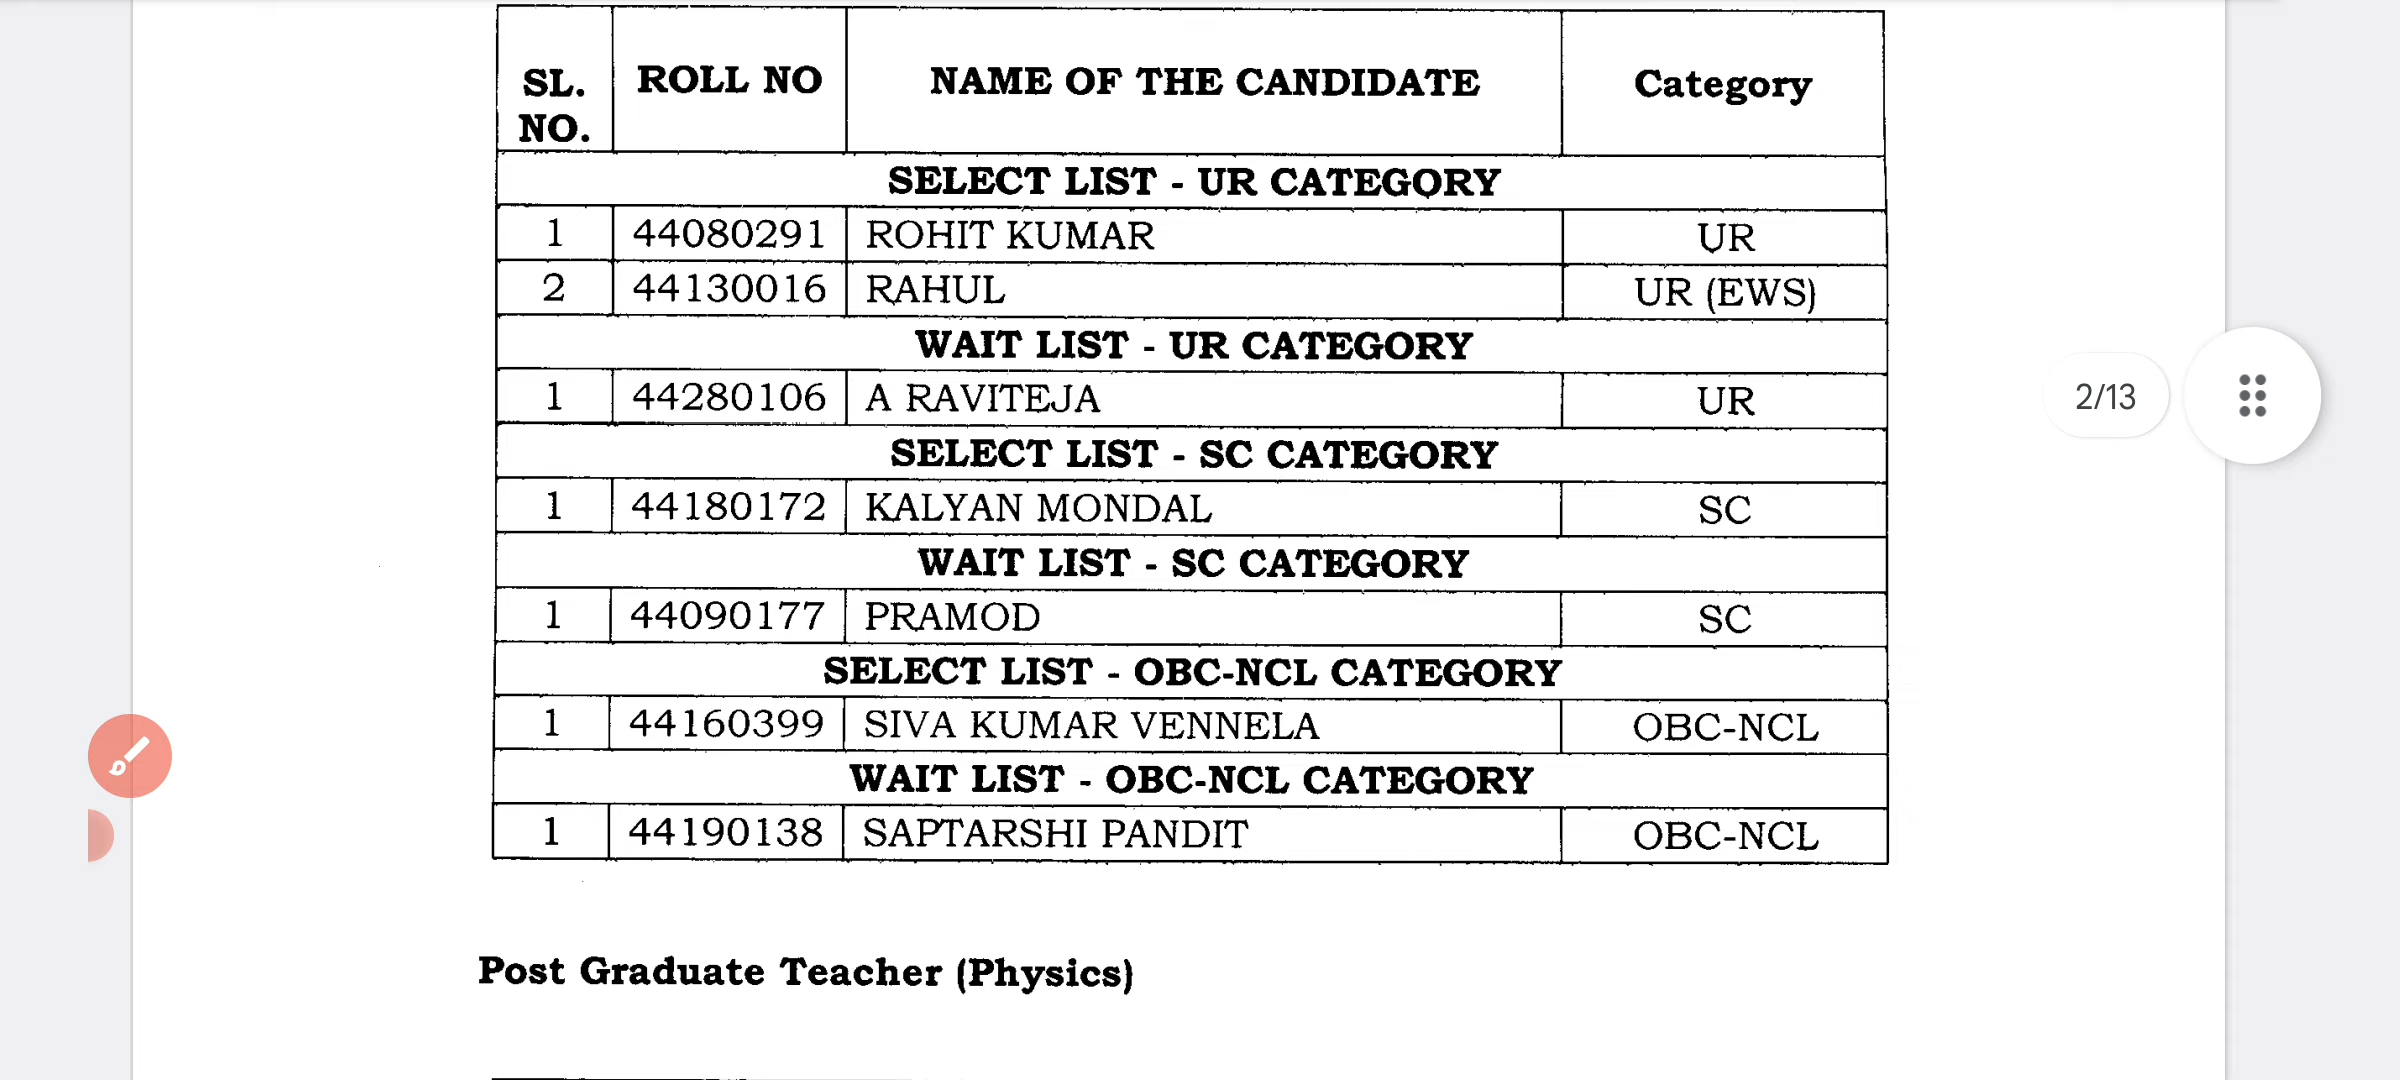 SL. NO. ROLL NO NAME OF THE CANDIDATE Category
SELECT LIST - UR CATEGORY
1 44080291 ROHIT KUMAR UR
2 44130016 RAHUL UR (EWS)
WAIT LIST - UR CATEGORY
1 44280106 A RAVITEJA UR
SELECT LIST - SC CATEGORY
1 44180172 KALYAN MONDAL SC
WAIT LIST - SC CATEGORY
1 44090177 PRAMOD SC
SELECT LIST - OBC-NCL CATEGORY
1 44160399 SIVA KUMAR VENNELA OBC-NCL
WAIT LIST - OBC-NCL CATEGORY
1 44190138 SAPTARSHI PANDIT OBC-NCL
Post Graduate Teacher (Physics)
2/13